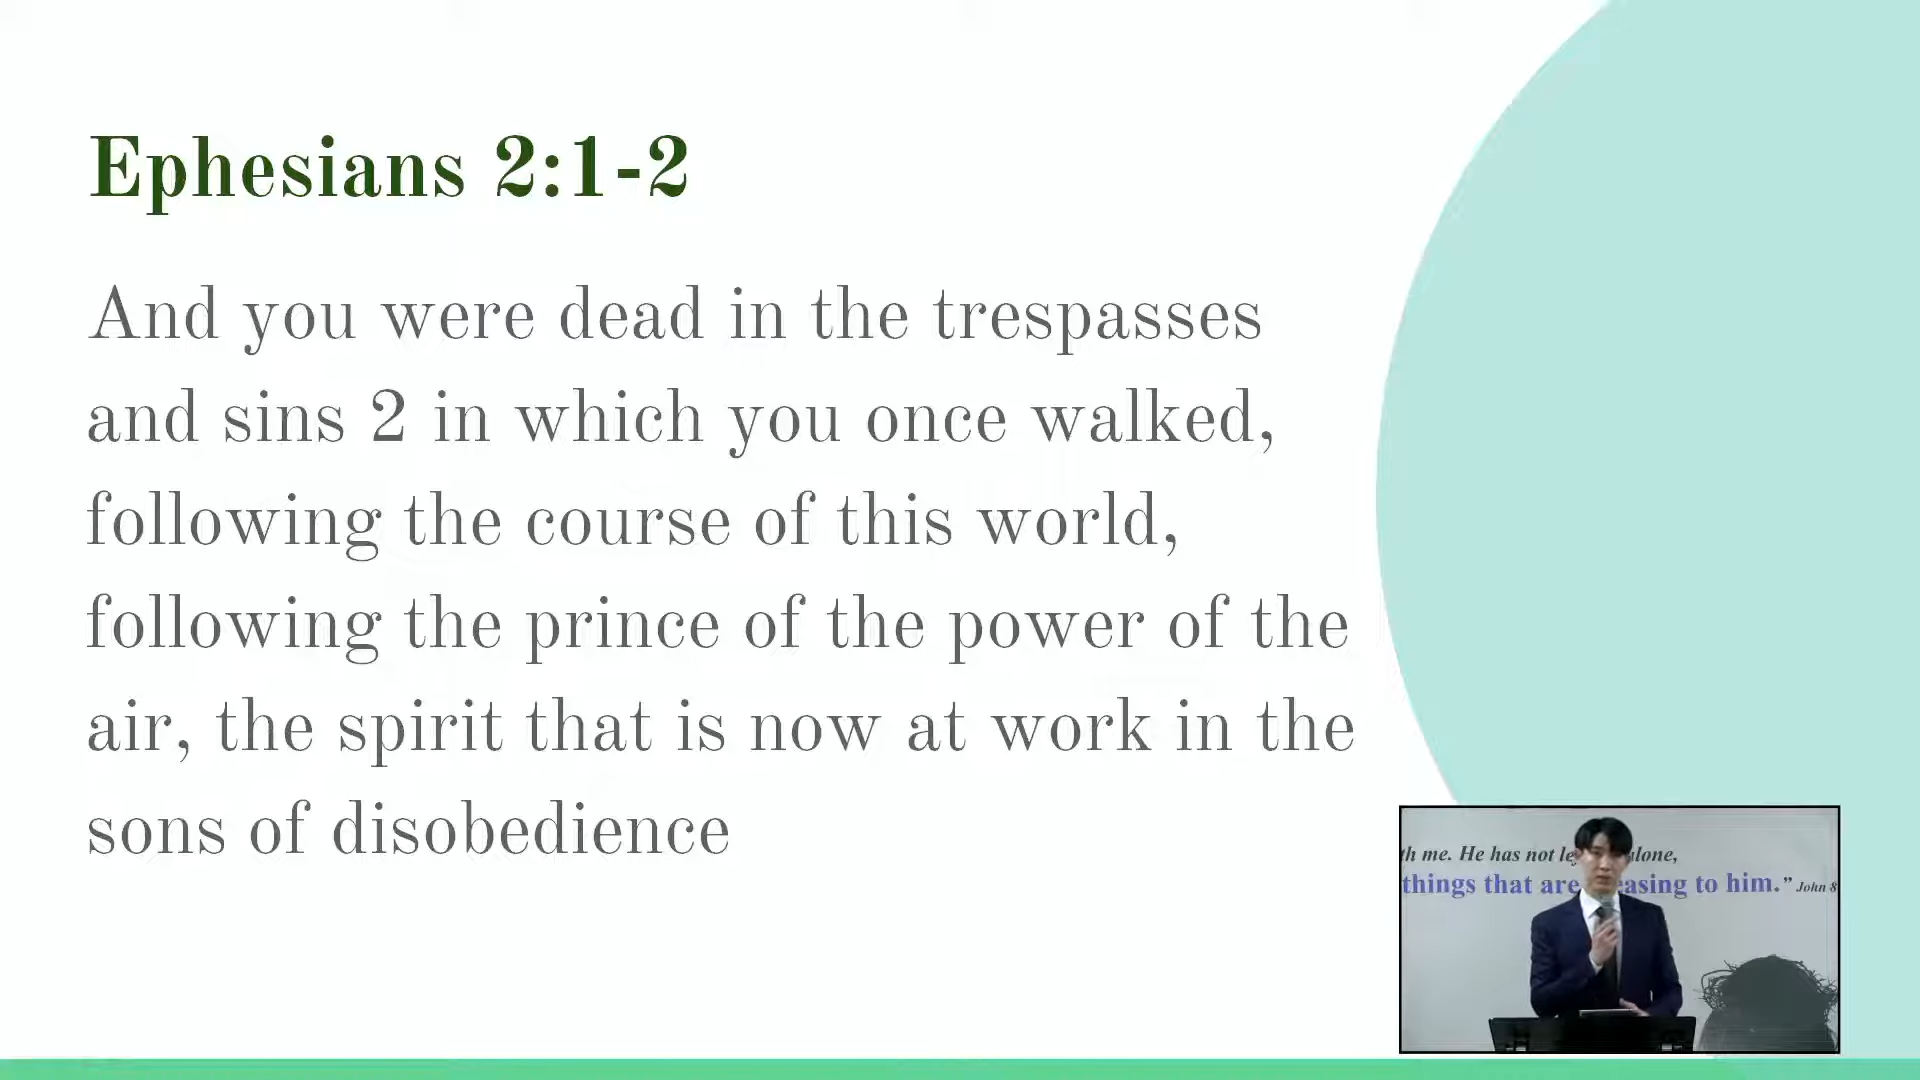 Ephesians 2:1-2
And you were dead in the trespasses
and sins 2 in which you once walked,
following the course of this world,
following the prince of the power of the
air, the spirit that is now at work in the
sons of disobedience
th me. He has not alone,
things that are to him.” John 8